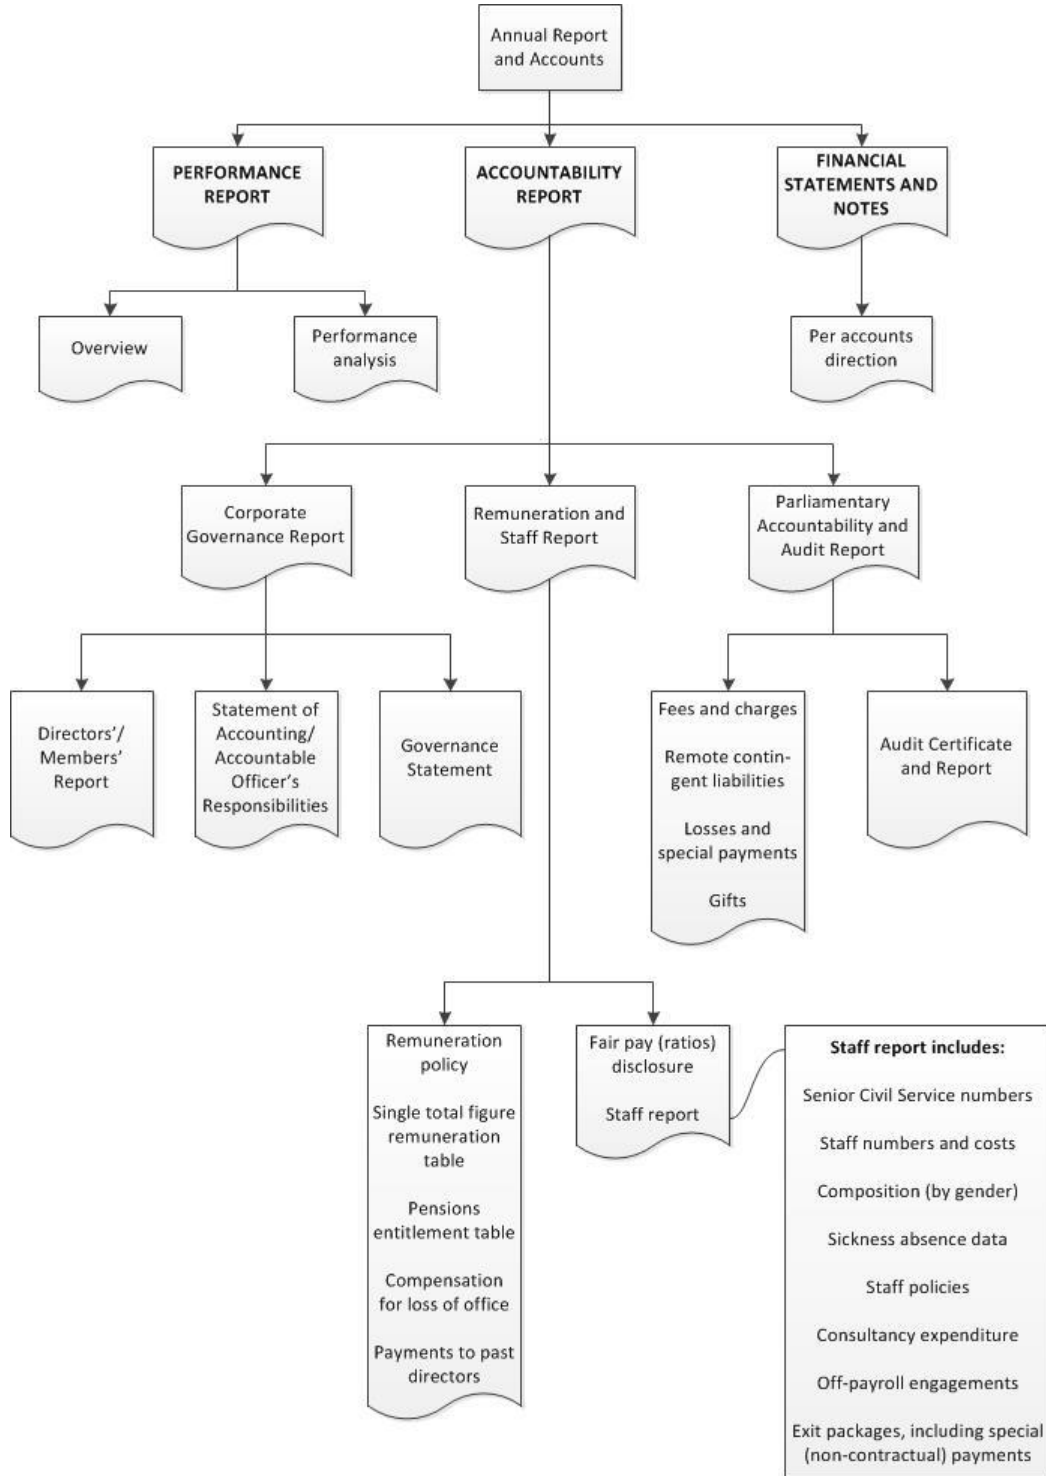 Annual Report
and Accounts
PERFORMANCE
REPORT
ACCOUNTABILITY
REPORT
FINANCIAL
STATEMENTS AND
NOTES
Overview
Performance
analysis
Per accounts
direction
Corporate
Governance Report
Remuneration and
Staff Report
Parliamentary
Accountability and
Audit Report
Directors’/
Members’
Report
Statement of
Accounting/
Accountable
Officer’s
Responsibilities
Governance
Statement
Fees and charges
Remote contin-
gent liabilities
Losses and
special payments
Gifts
Audit Certificate
and Report
Remuneration
policy
Single total figure
remuneration
table
Pensions
entitlement table
Compensation
for loss of office
Payments to past
directors
Fair pay (ratios)
disclosure
Staff report
Staff report includes:
Senior Civil Service numbers
Staff numbers and costs
Composition (by gender)
Sickness absence data
Staff policies
Consultancy expenditure
Off-payroll engagements
Exit packages, including special
(non-contractual) payments